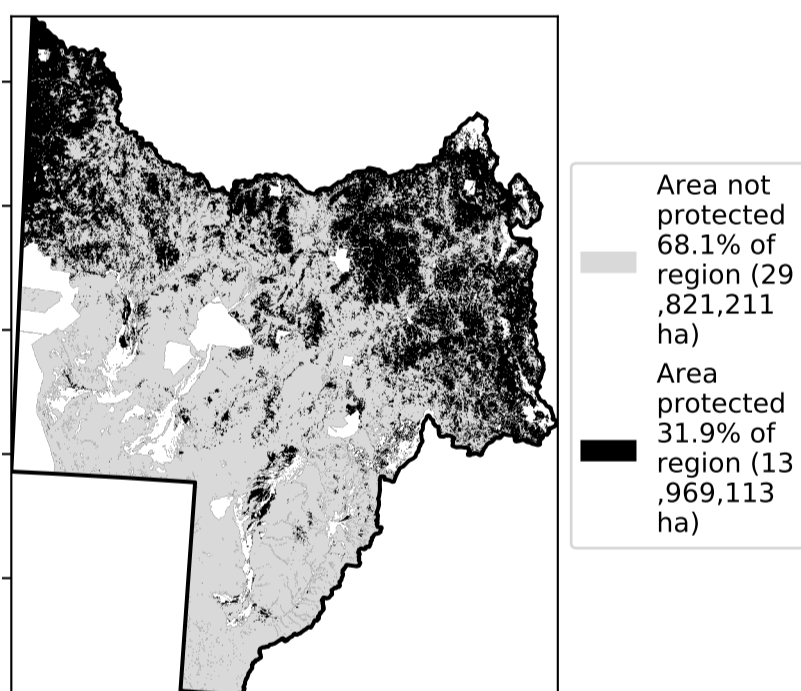 Area not
protected
68.1% of
region (29
,821,211
ha)
Area
protected
31.9% of
region (13
,969,113
ha)